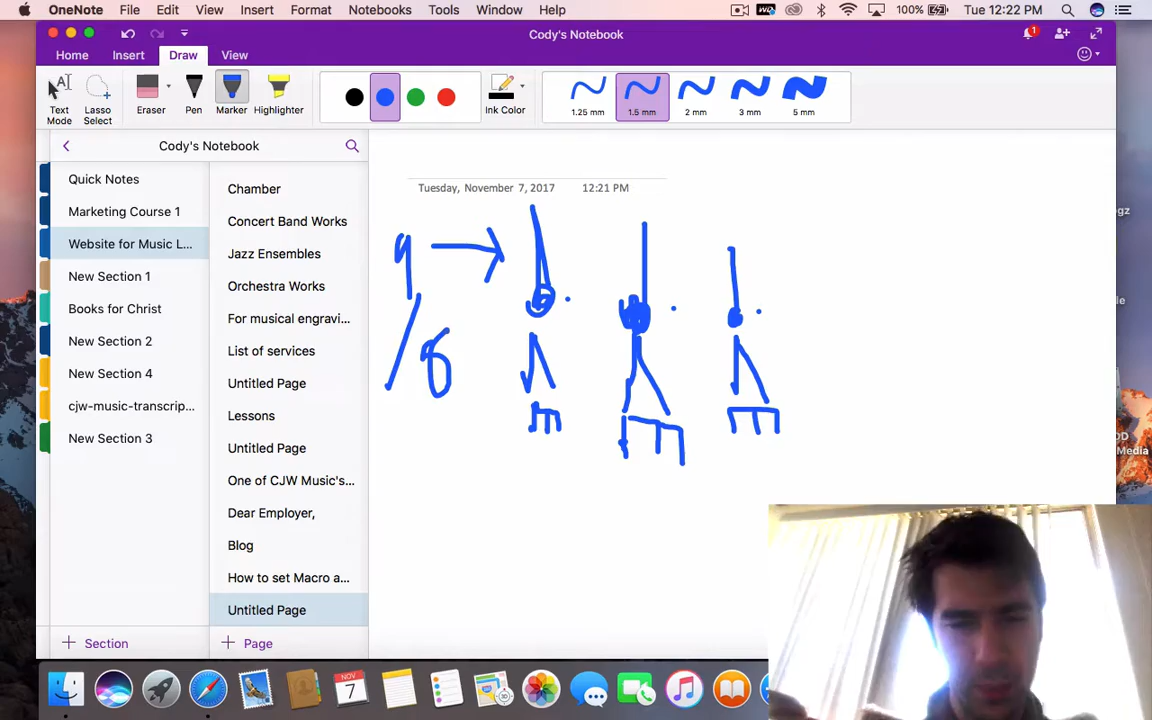 OneNote File Edit View Insert Format Notebooks Tools Window Help 100% Tue 12:22 PM
Cody's Notebook
1
Home Insert Draw View
Text Mode
Lasso Select
Eraser
Pen
Marker
Highlighter
Ink Color
1.25 mm
1.5 mm
2 mm
3 mm
5 mm
Cody's Notebook
Quick Notes
Marketing Course 1
Website for Music L...
New Section 1
Books for Christ
New Section 2
New Section 4
cjw-music-transcrip...
New Section 3
+ Section
Chamber
Concert Band Works
Jazz Ensembles
Orchestra Works
For musical engravi...
List of services
Untitled Page
Lessons
Untitled Page
One of CJW Music's...
Dear Employer,
Blog
How to set Macro a...
Untitled Page
+ Page
Tuesday, November 7, 2017 12:21 PM
9
/8
NOV
7